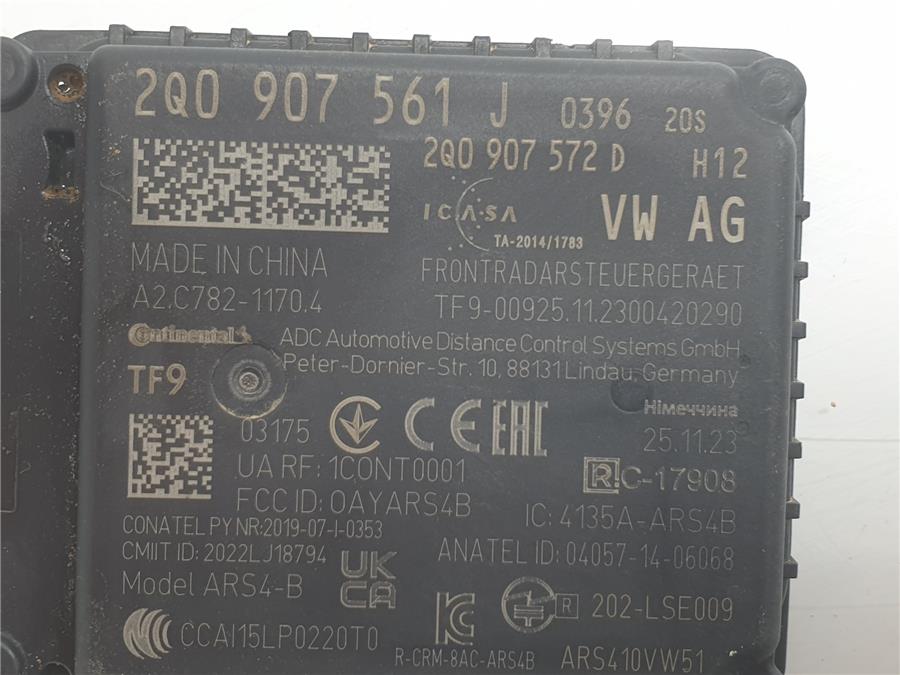 2Q0 907 561 J 0396 20S
2Q0 907 572 D H12
ICASA VW AG
TA-2014/1783
MADE IN CHINA FRONTRADARSTEUERGERAET
A2.C782-1170.4 TF9-00925.11.2300420290
Continental ADC Automotive Distance Control Systems GmbH
TF9 Peter-Dornier-Str. 10, 88131 Lindau, Germany
Німеччина
03175 CE EAC 25.11.23
UA RF: 1CONT0001 R C-17908
FCC ID: OAYARS4B IC: 4135A-ARS4B
CONATEL PY NR:2019-07-I-0353
CMIIT ID: 2022LJ18794 UK CA ANATEL ID: 04057-14-06068
Model ARS4-B R 202-LSE009
CCAI15LP0220T0 R-CRM-8AC-ARS4B ARS410VW51